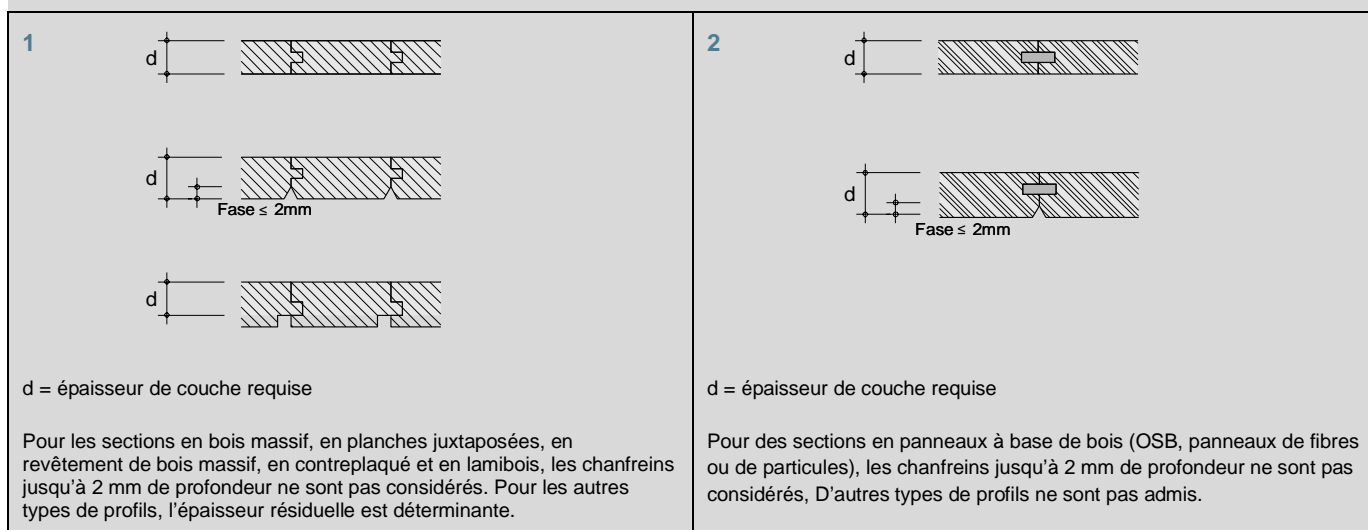 1
d
d
Fase ≤ 2mm
d
d = épaisseur de couche requise
Pour les sections en bois massif, en planches juxtaposées, en
revêtement de bois massif, en contreplaqué et en lamibois, les chanfreins
jusqu'à 2 mm de profondeur ne sont pas considérés. Pour les autres
types de profils, l'épaisseur résiduelle est déterminante.
2
d
d
Fase ≤ 2mm
d = épaisseur de couche requise
Pour des sections en panneaux à base de bois (OSB, panneaux de fibres
ou de particules), les chanfreins jusqu'à 2 mm de profondeur ne sont pas
considérés, D'autres types de profils ne sont pas admis.